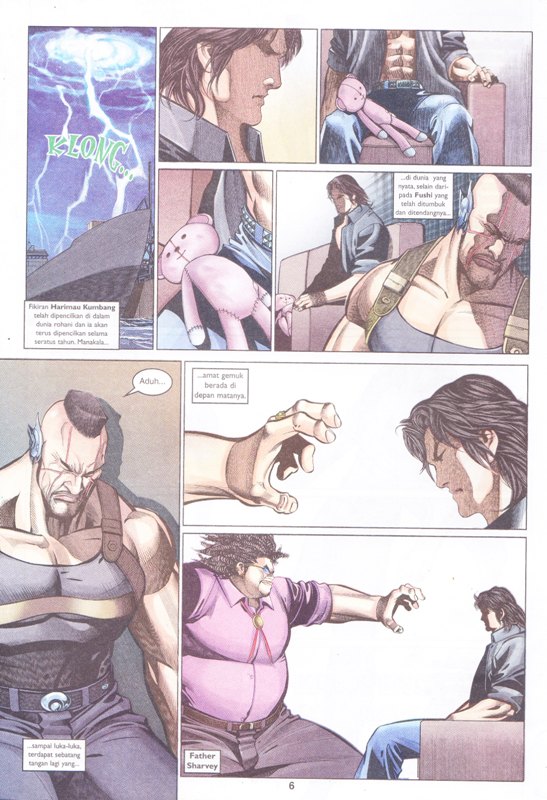 KLONG...
Fikiran Harimau Kumbang
telah dipencilkan di dalam
dunia rohani dan ia akan
terus dipencilkan selama
seratus tahun. Manakala...
...di dunia yang
nyata, selain dari-
pada Fushi yang
telah ditumbuk
dan ditendangnya...
Aduh...
...sampai luka-luka,
terdapat sebatang
tangan lagi yang...
...amat gemuk
berada di
depan matanya.
Father
Sharvey
6